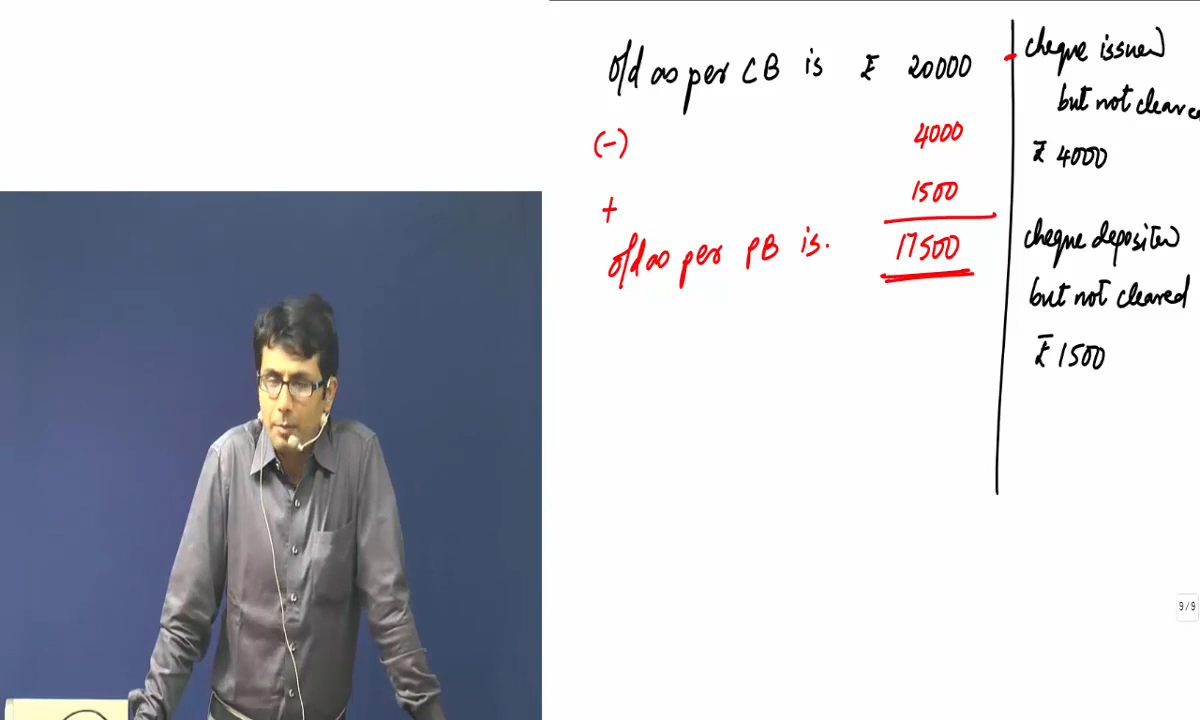 o/d as per CB is ₹ 20000
(-) 4000
+ 1500
o/d as per PB is. 17500
- cheque issued
but not cleare
₹ 4000
cheque deposited
but not cleared
₹ 1500
9/9